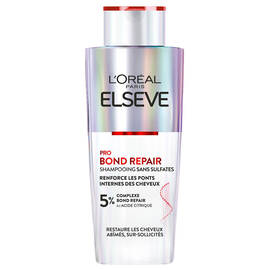 L'ORÉAL
PARIS
ELSEVE
PRO
BOND REPAIR
SHAMPOOING SANS SULFATES
RENFORCE LES PONTS
INTERNES DES CHEVEUX
5% COMPLEXE
BOND REPAIR
À L'ACIDE CITRIQUE
RESTAURE LES CHEVEUX
ABÎMÉS, SUR-SOLLICITÉS